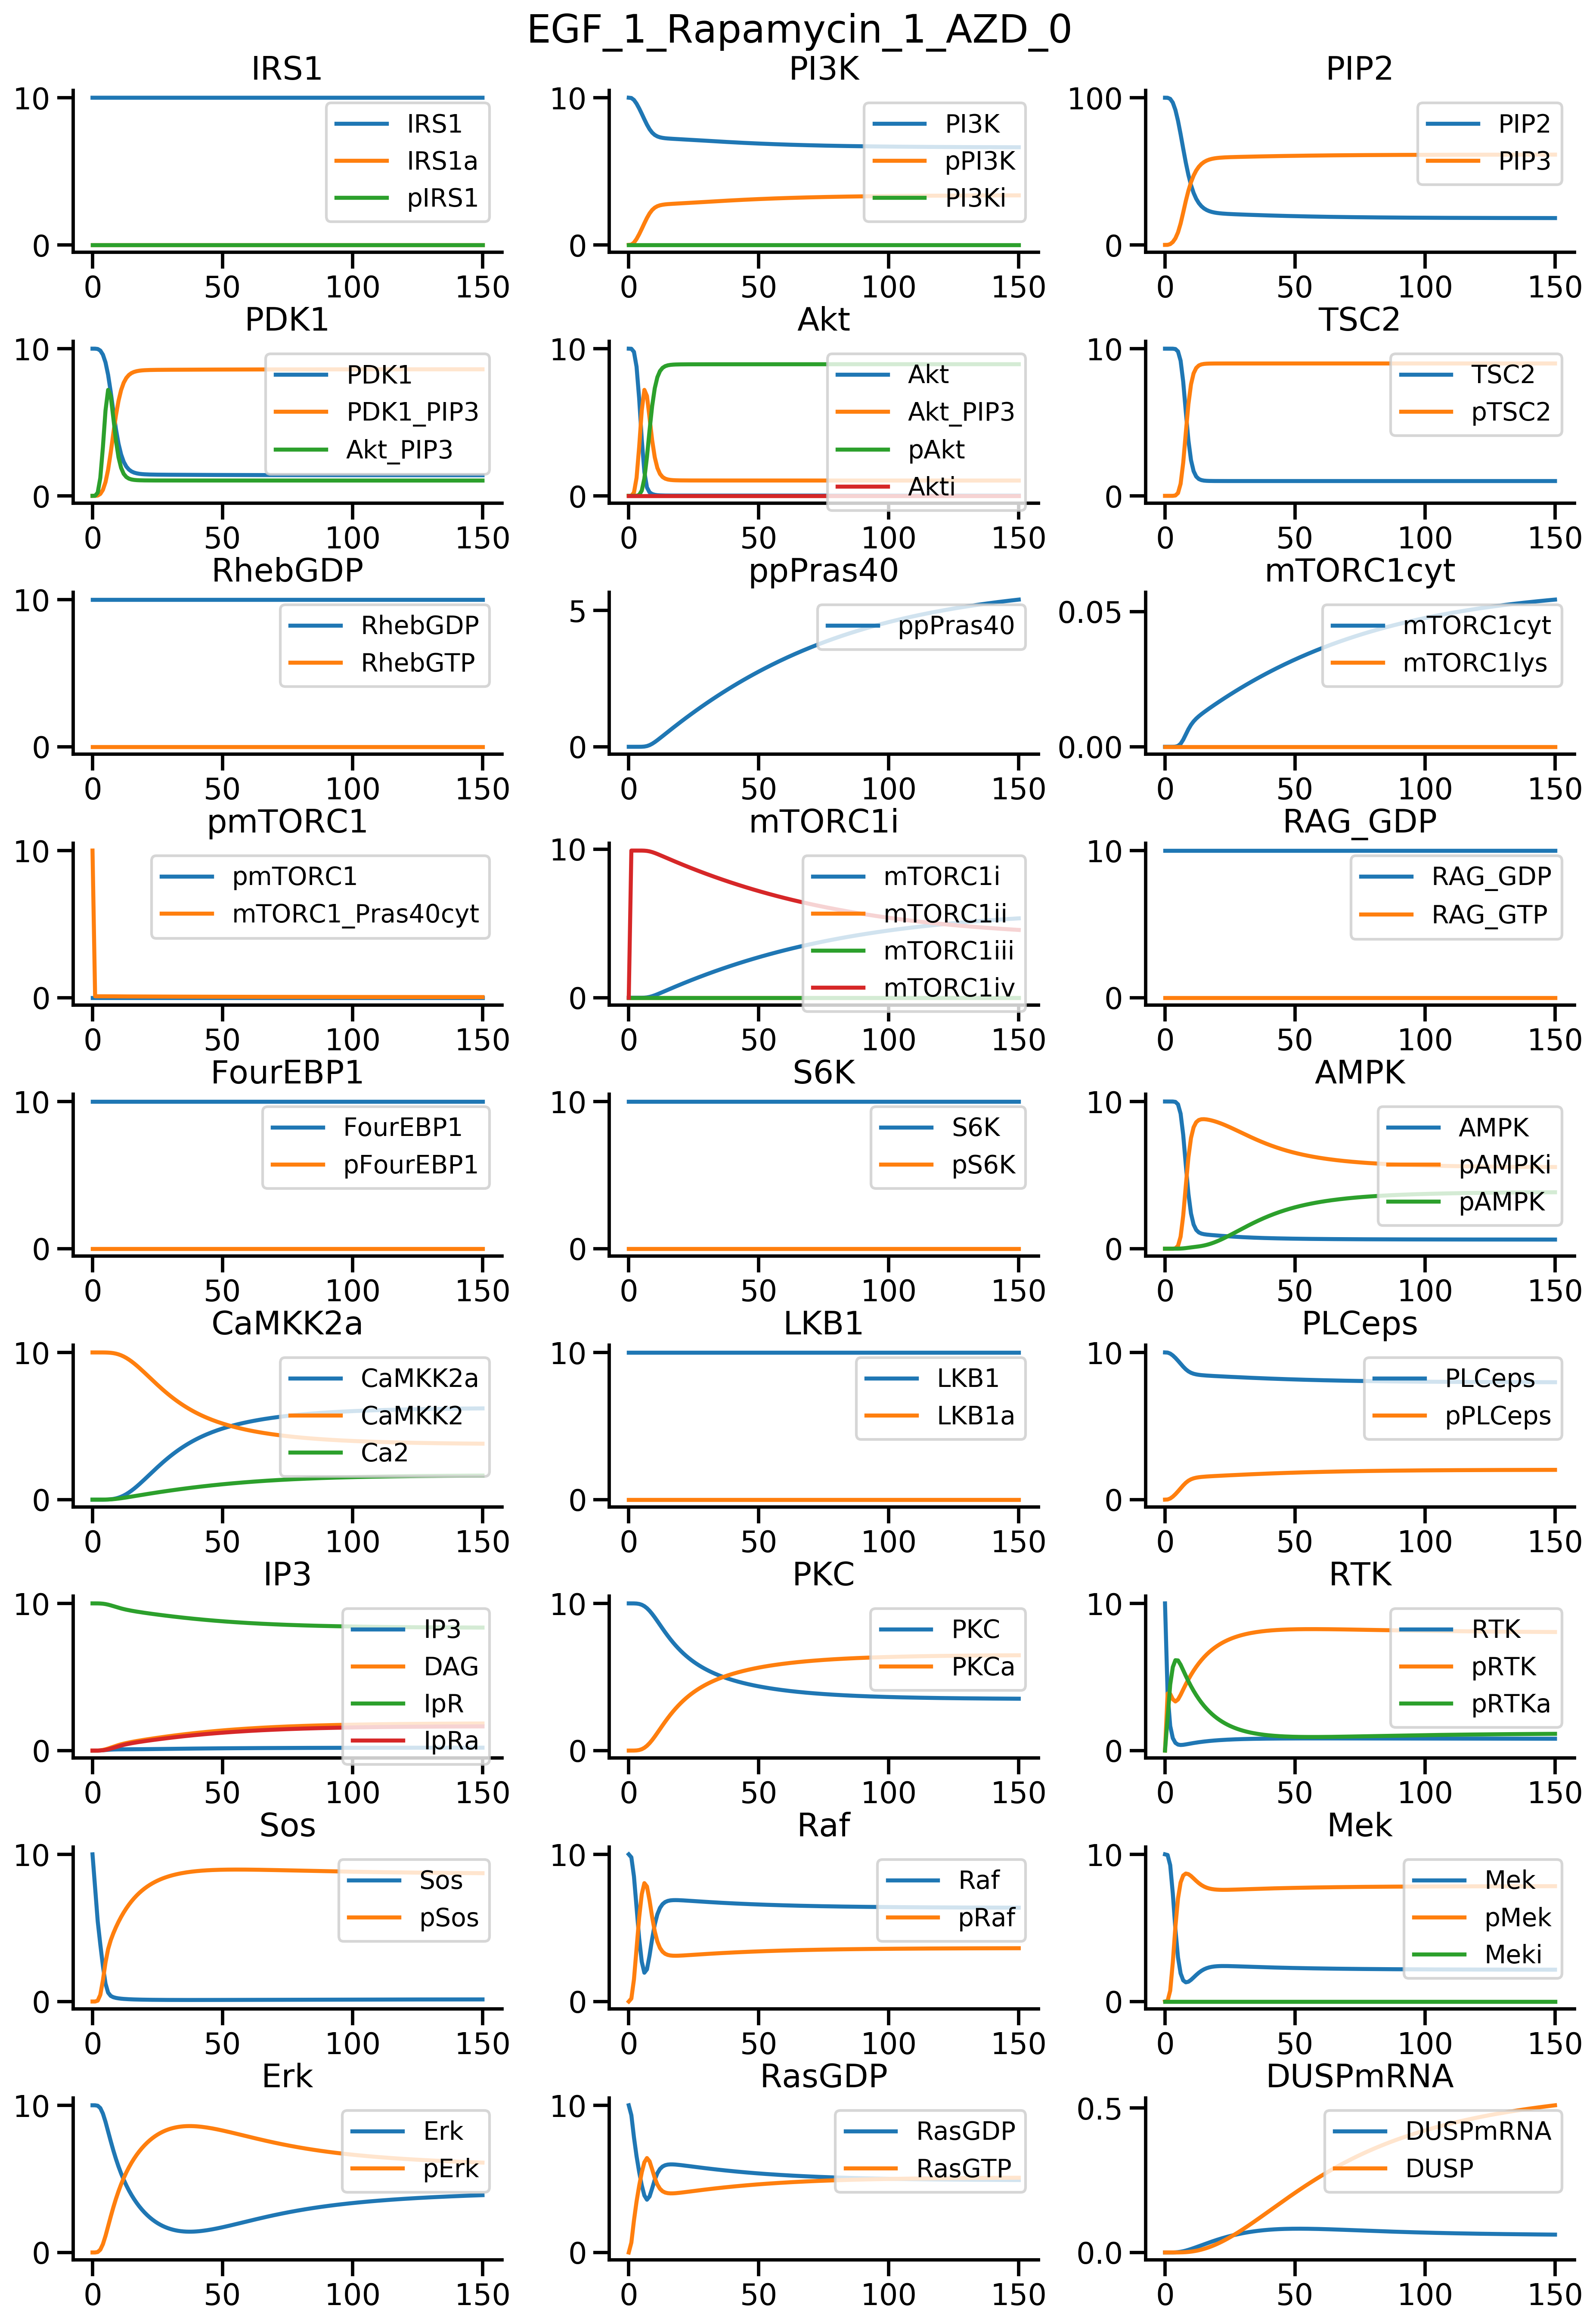 EGF_1_Rapamycin_1_AZD_0
IRS1
10
0
0 50 100 150
IRS1
IRS1a
pIRS1
PI3K
10
0
0 50 100 150
PI3K
pPI3K
PI3Ki
PIP2
100
0
0 50 100 150
PIP2
PIP3
PDK1
10
0
0 50 100 150
PDK1
PDK1_PIP3
Akt_PIP3
Akt
10
0
0 50 100 150
Akt
Akt_PIP3
pAkt
Akti
TSC2
10
0
0 50 100 150
TSC2
pTSC2
RhebGDP
10
0
0 50 100 150
RhebGDP
RhebGTP
ppPras40
5
0
0 50 100 150
ppPras40
mTORC1cyt
0.05
0.00
0 50 100 150
mTORC1cyt
mTORC1lys
pmTORC1
10
0
0 50 100 150
pmTORC1
mTORC1_Pras40cyt
mTORC1i
10
0
0 50 100 150
mTORC1i
mTORC1ii
mTORC1iii
mTORC1iv
RAG_GDP
10
0
0 50 100 150
RAG_GDP
RAG_GTP
FourEBP1
10
0
0 50 100 150
FourEBP1
pFourEBP1
S6K
10
0
0 50 100 150
S6K
pS6K
AMPK
10
0
0 50 100 150
AMPK
pAMPKi
pAMPK
CaMKK2a
10
0
0 50 100 150
CaMKK2a
CaMKK2
Ca2
LKB1
10
0
0 50 100 150
LKB1
LKB1a
PLCeps
10
0
0 50 100 150
PLCeps
pPLCeps
IP3
10
0
0 50 100 150
IP3
DAG
IpR
IpRa
PKC
10
0
0 50 100 150
PKC
PKCa
RTK
10
0
0 50 100 150
RTK
pRTK
pRTKa
Sos
10
0
0 50 100 150
Sos
pSos
Raf
10
0
0 50 100 150
Raf
pRaf
Mek
10
0
0 50 100 150
Mek
pMek
Meki
Erk
10
0
0 50 100 150
Erk
pErk
RasGDP
10
0
0 50 100 150
RasGDP
RasGTP
DUSPmRNA
0.5
0.0
0 50 100 150
DUSPmRNA
DUSP